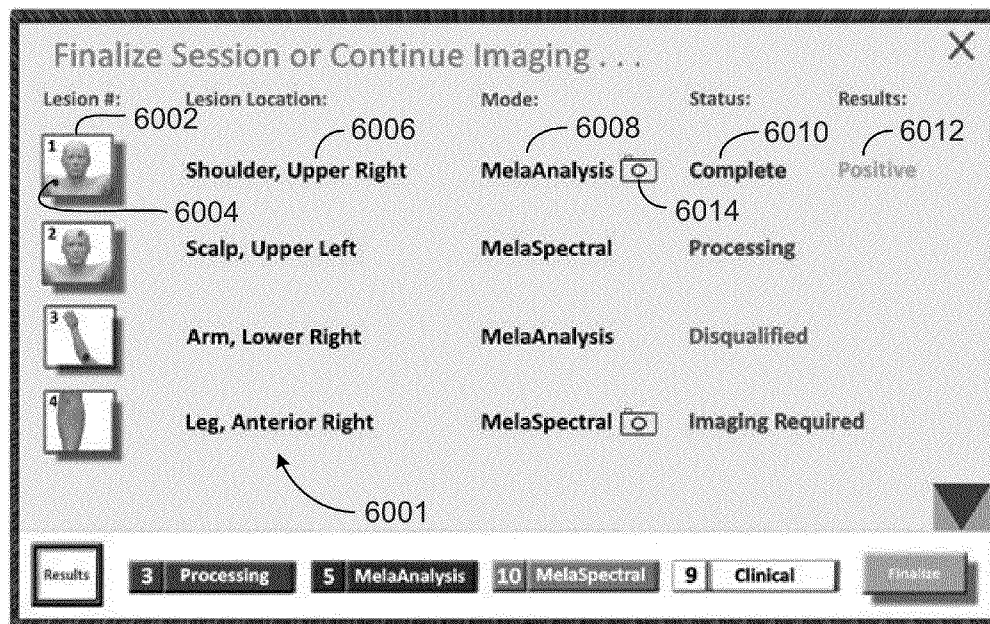 Finalize Session or Continue Imaging . . .
Lesion #: Lesion Location: Mode: Status: Results:
6002 6006 6008 6010 6012
1 Shoulder, Upper Right MelaAnalysis Complete Positive
6004 6014
2 Scalp, Upper Left MelaSpectral Processing
3 Arm, Lower Right MelaAnalysis Disqualified
4 Leg, Anterior Right MelaSpectral Imaging Required
6001
Results 3 Processing 5 MelaAnalysis 10 MelaSpectral 9 Clinical Finalize